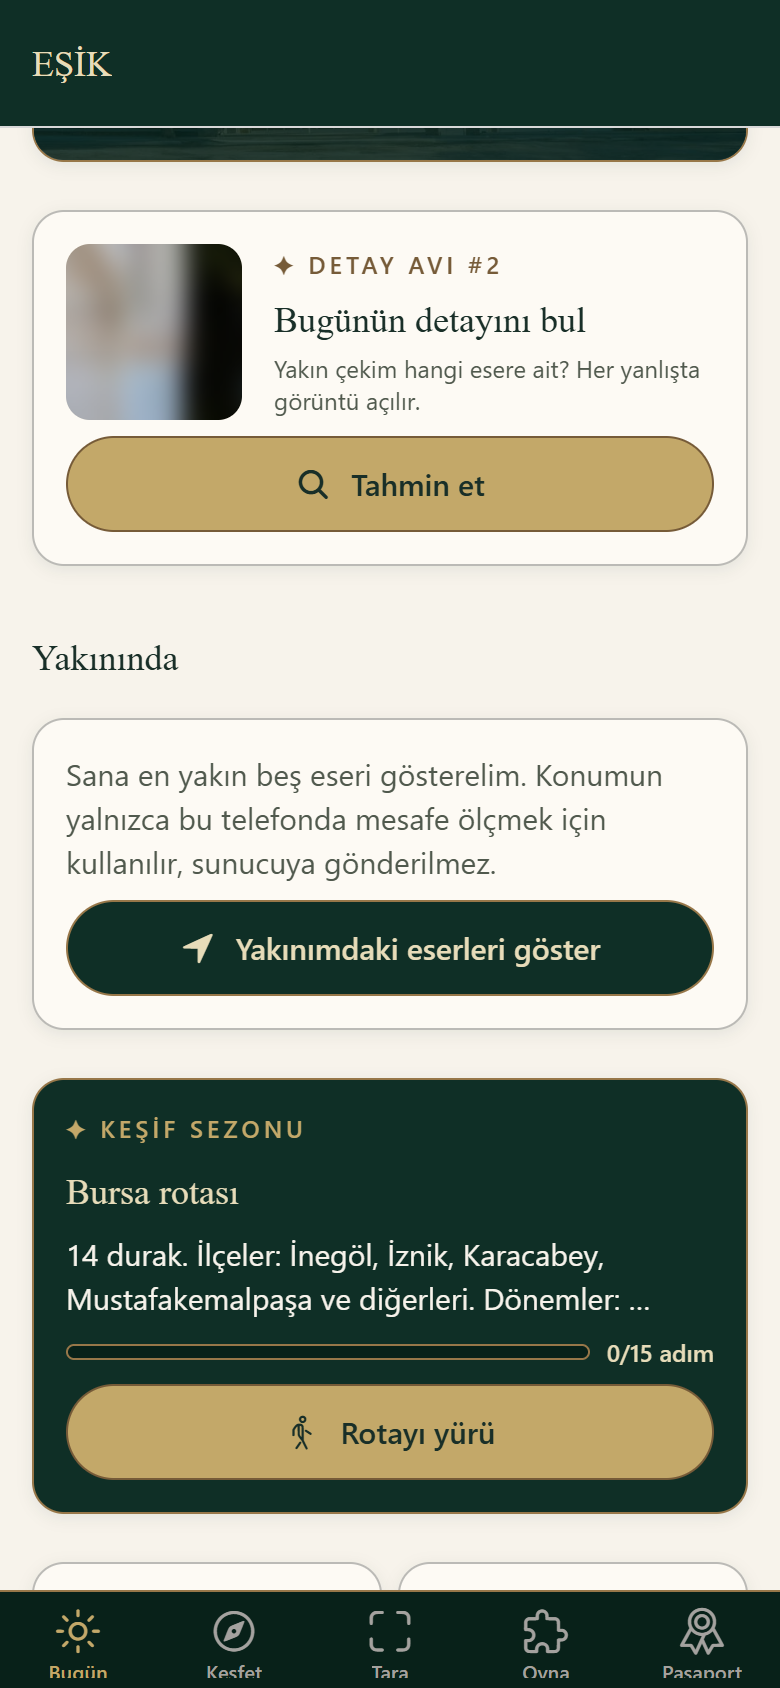 EŞİK
✦ DETAY AVI #2
Bugünün detayını bul
Yakın çekim hangi esere ait? Her yanlışta
görüntü açılır.
Tahmin et
Yakınında
Sana en yakın beş eseri gösterelim. Konumun
yalnızca bu telefonda mesafe ölçmek için
kullanılır, sunucuya gönderilmez.
Yakınımdaki eserleri göster
✦ KEŞİF SEZONU
Bursa rotası
14 durak. İlçeler: İnegöl, İznik, Karacabey,
Mustafakemalpaşa ve diğerleri. Dönemler: ...
0/15 adım
Rotayı yürü
Bugün Keşfet Tara Oyna Pasaport